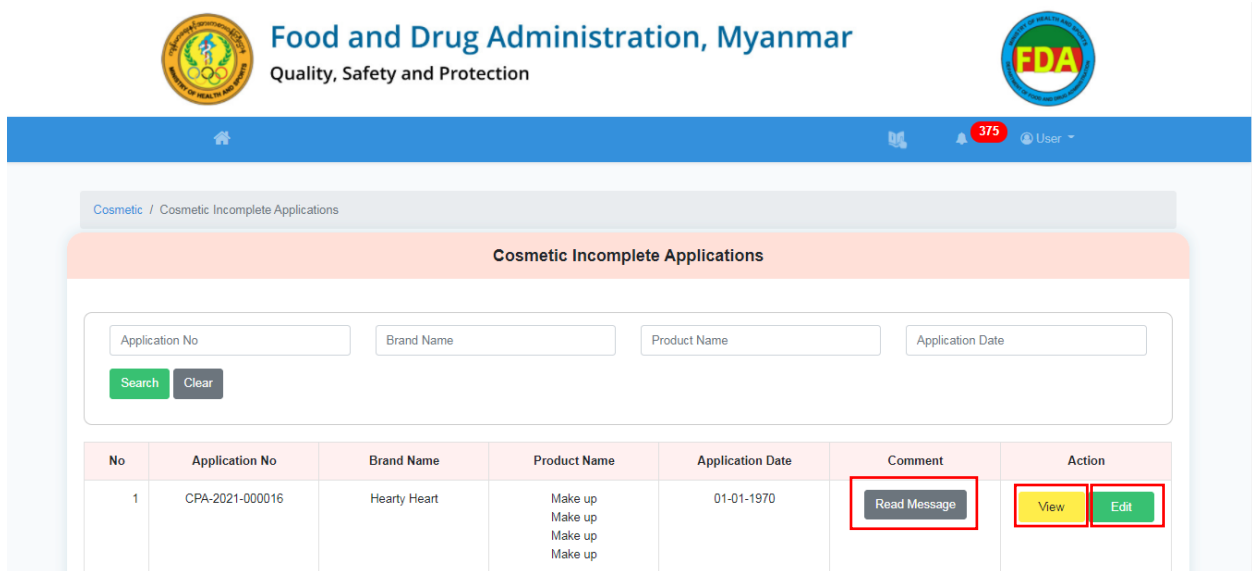 Food and Drug Administration, Myanmar
Quality, Safety and Protection
FDA
375
User
Cosmetic / Cosmetic Incomplete Applications
Cosmetic Incomplete Applications
Application No Brand Name Product Name Application Date
Search Clear
No Application No Brand Name Product Name Application Date Comment Action
1 CPA-2021-000016 Hearty Heart Make up 01-01-1970 Read Message View Edit
Make up
Make up
Make up